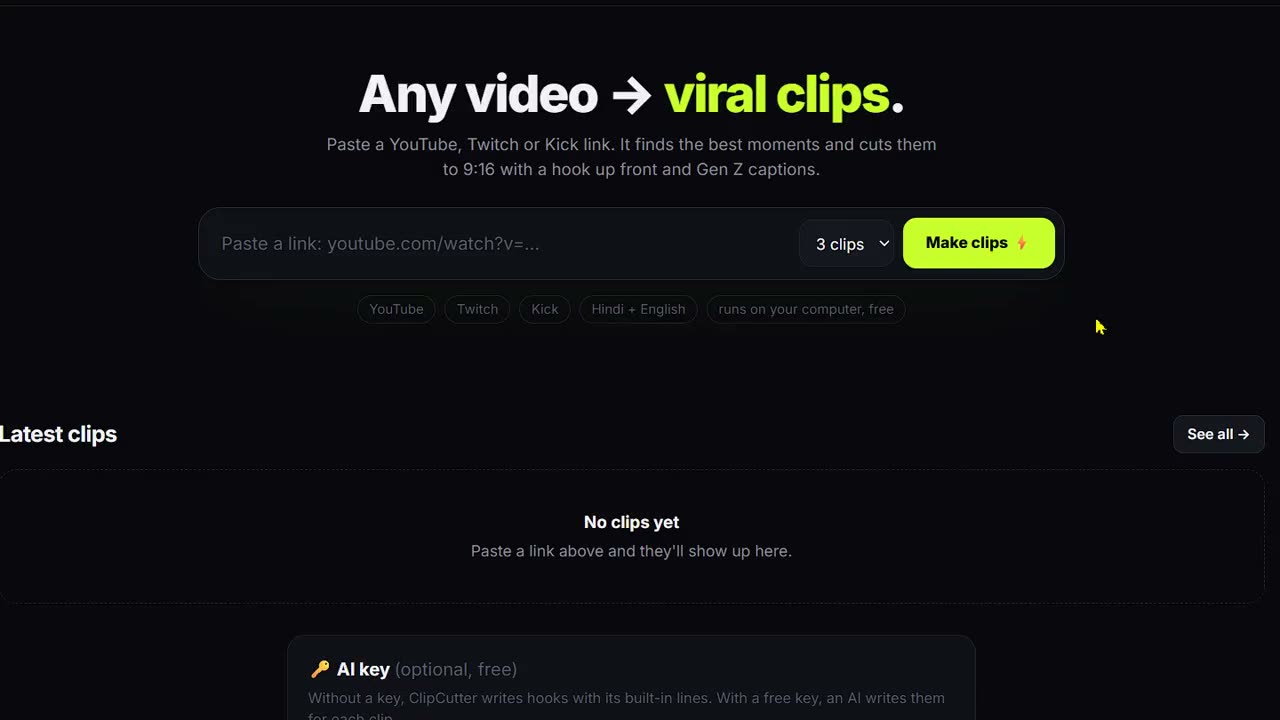 Any video → viral clips.
Paste a YouTube, Twitch or Kick link. It finds the best moments and cuts them
to 9:16 with a hook up front and Gen Z captions.
Paste a link: youtube.com/watch?v=...
3 clips
Make clips
YouTube
Twitch
Kick
Hindi + English
runs on your computer, free
Latest clips
See all →
No clips yet
Paste a link above and they'll show up here.
AI key (optional, free)
Without a key, ClipCutter writes hooks with its built-in lines. With a free key, an AI writes them
for each clip.